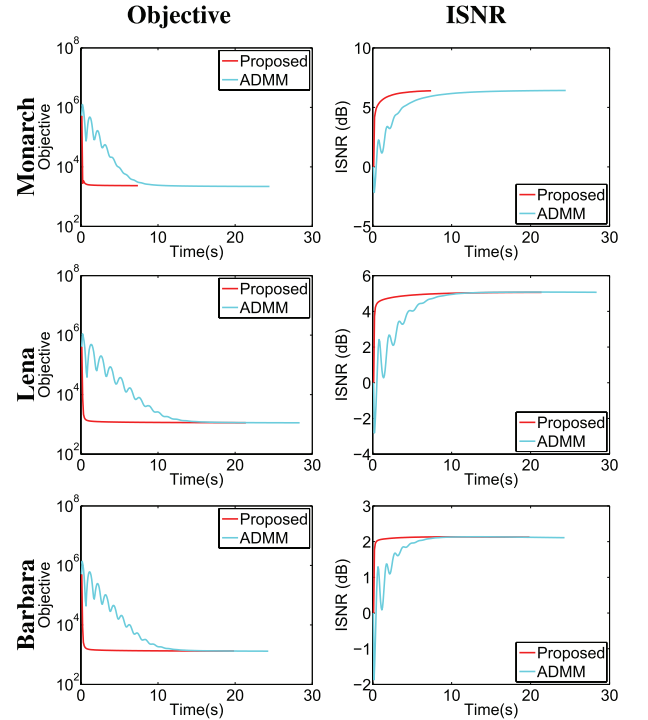 Objective
ISNR
Monarch
Objective
10^8
10^6
10^4
10^2
0 10 20 30
Time(s)
Proposed
ADMM
ISNR (dB)
10
5
0
−5
0 10 20 30
Time(s)
Proposed
ADMM
Lena
Objective
10^8
10^6
10^4
10^2
0 10 20 30
Time(s)
Proposed
ADMM
ISNR (dB)
6
4
2
0
−2
−4
0 10 20 30
Time(s)
Proposed
ADMM
Barbara
Objective
10^8
10^6
10^4
10^2
0 10 20 30
Time(s)
Proposed
ADMM
ISNR (dB)
3
2
1
0
−1
−2
0 10 20 30
Time(s)
Proposed
ADMM